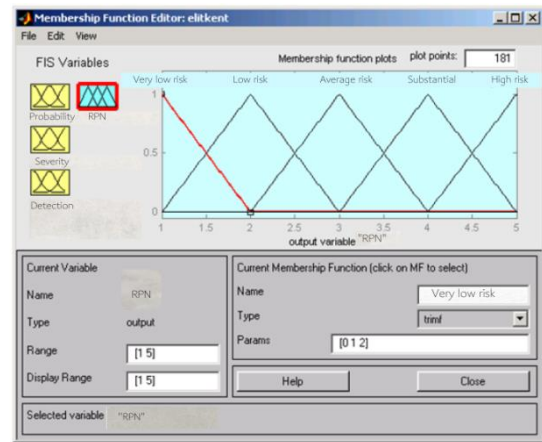 Membership Function Editor: elitkent
File Edit View
FIS Variables
Membership function plots plot points: 181
Very low risk Low risk Average risk Substantial High risk
Probability RPN
Severity
Detection
1
0.5
0
1 1.5 2 2.5 3 3.5 4 4.5 5
output variable "RPN"
Current Variable
Name RPN
Type output
Range [1 5]
Display Range [1 5]
Current Membership Function (click on MF to select)
Name Very low risk
Type trimf
Params [0 1 2]
Help Close
Selected variable "RPN"